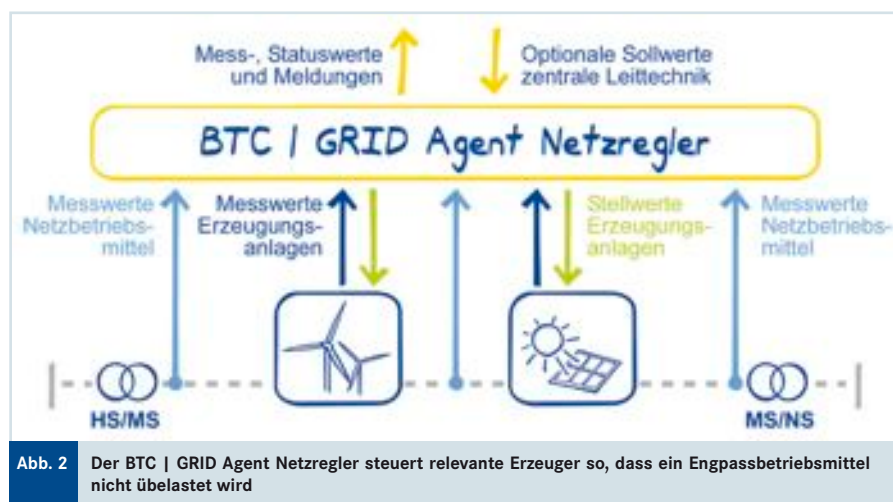 Mess-, Statuswerte
und Meldungen
Optionale Sollwerte
zentrale Leittechnik
BTC | GRID Agent Netzregler
Messwerte
Netzbetriebs-
mittel
Messwerte
Erzeugungs-
anlagen
Stellwerte
Erzeugungs-
anlagen
Messwerte
Netzbetriebs-
mittel
HS/MS
MS/NS
Abb. 2
Der BTC | GRID Agent Netzregler steuert relevante Erzeuger so, dass ein Engpassbetriebsmittel
nicht übelastet wird